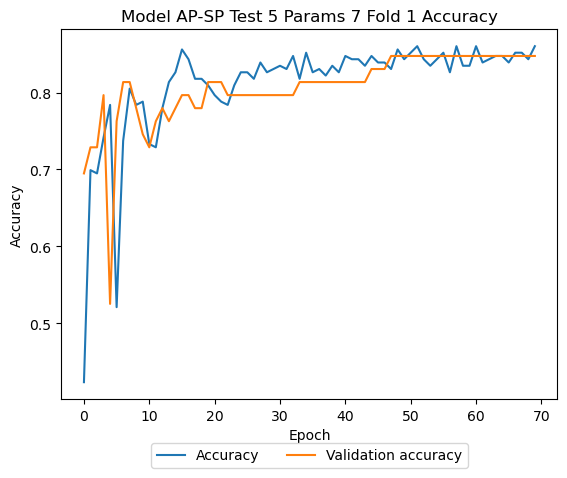 Model AP-SP Test 5 Params 7 Fold 1 Accuracy
Accuracy
0.8
0.7
0.6
0.5
0 10 20 30 40 50 60 70
Epoch
Accuracy Validation accuracy